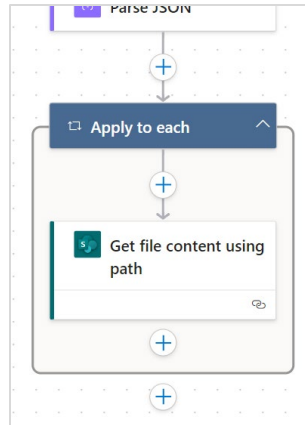 Parse JSON
Apply to each
Get file content using
path